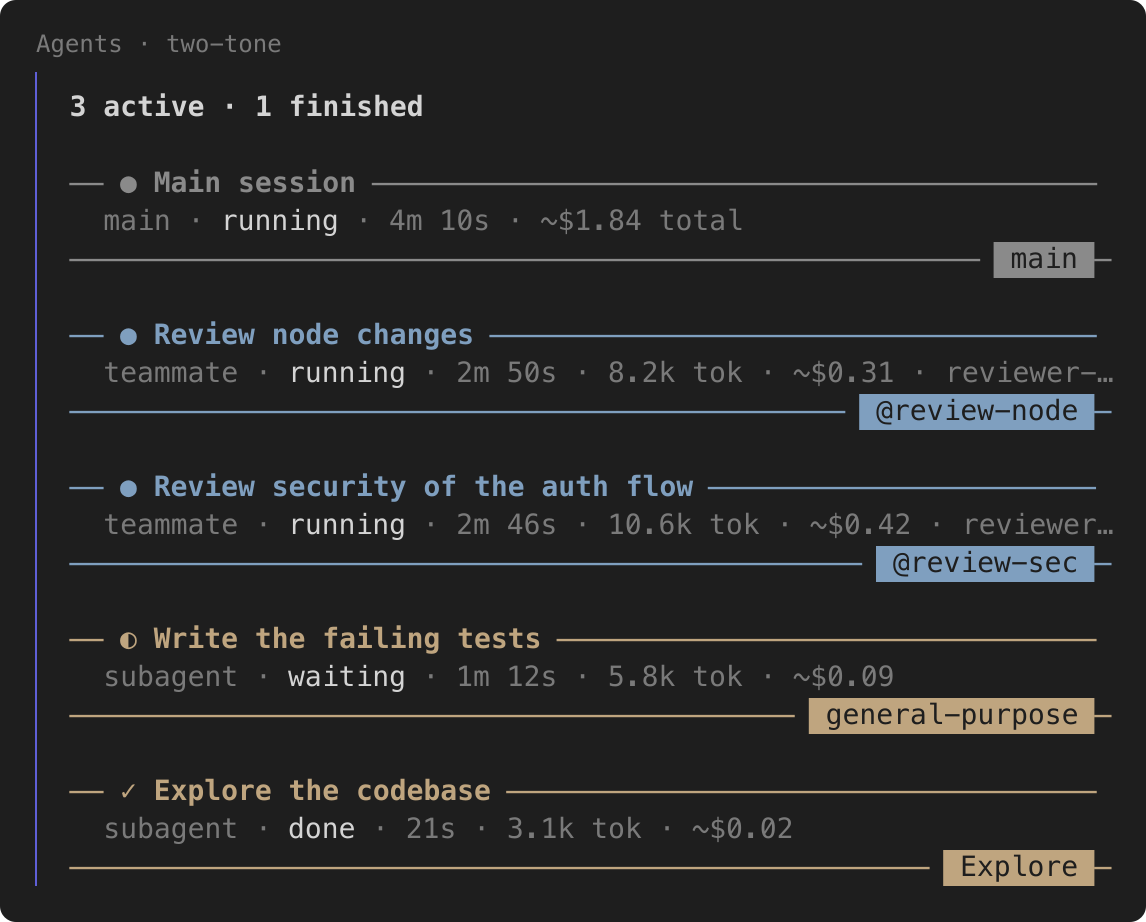 Agents · two-tone
3 active · 1 finished
● Main session
main · running · 4m 10s · ~$1.84 total
main
● Review node changes
teammate · running · 2m 50s · 8.2k tok · ~$0.31 · reviewer-…
@review-node
● Review security of the auth flow
teammate · running · 2m 46s · 10.6k tok · ~$0.42 · reviewer…
@review-sec
◐ Write the failing tests
subagent · waiting · 1m 12s · 5.8k tok · ~$0.09
general-purpose
✓ Explore the codebase
subagent · done · 21s · 3.1k tok · ~$0.02
Explore